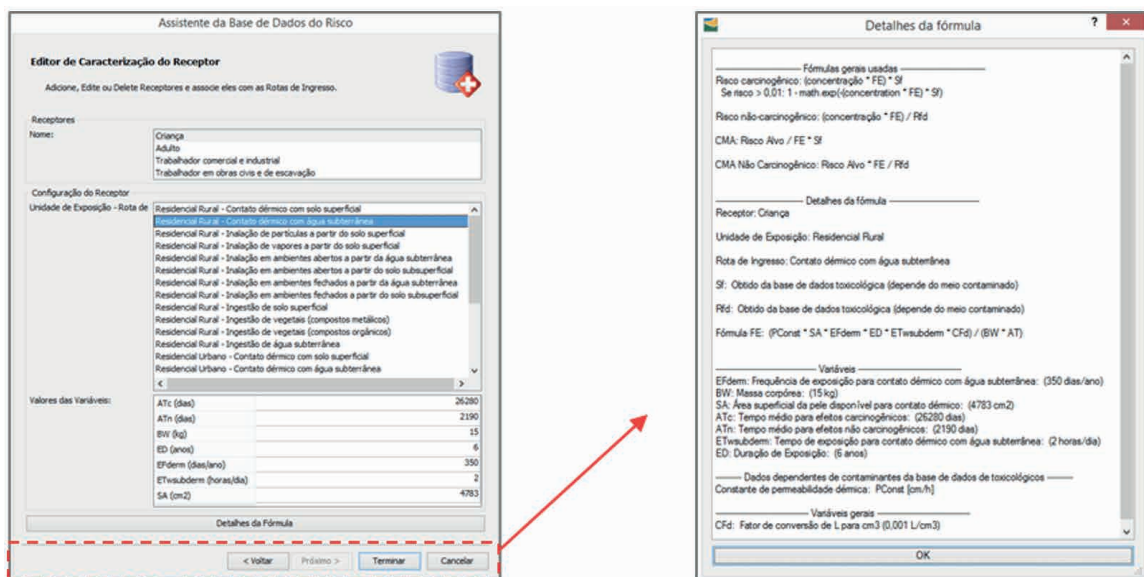 Assistente da Base de Dados do Risco
Editor de Caracterização do Receptor
Adicione, Edite ou Delete Receptores e associe eles com as Rotas de Ingresso.
Receptores
Nome:
Criança
Adulto
Trabalhador comercial e industrial
Trabalhador em obras civis e de escavação
Configuração do Receptor
Unidade de Exposição - Rota de
Residencial Rural - Contato dérmico com solo superficial
Residencial Rural - Contato dérmico com água subterrânea
Residencial Rural - Inalação de partículas a partir do solo superficial
Residencial Rural - Inalação de vapores a partir do solo superficial
Residencial Rural - Inalação em ambientes abertos a partir da água subterrânea
Residencial Rural - Inalação em ambientes abertos a partir do solo subsuperficial
Residencial Rural - Inalação em ambientes fechados a partir da água subterrânea
Residencial Rural - Inalação em ambientes fechados a partir do solo subsuperficial
Residencial Rural - Ingestão de solo superficial
Residencial Rural - Ingestão de vegetais (compostos metálicos)
Residencial Rural - Ingestão de vegetais (compostos orgânicos)
Residencial Rural - Ingestão de água subterrânea
Residencial Urbano - Contato dérmico com solo superficial
Residencial Urbano - Contato dérmico com água subterrânea
Valores das Variáveis:
ATc (dias) 26280
ATn (dias) 2190
BW (kg) 15
ED (anos) 6
EFderm (dias/ano) 350
ETwsubderm (horas/dia) 2
SA (cm2) 4783
Detalhes da Fórmula
< Voltar Próximo > Terminar Cancelar
Detalhes da fórmula
? ×
---------- Fórmulas gerais usadas ----------
Risco carcinogênico: (concentração * FE) * Sf
Se risco > 0,01: 1 - math.exp(-(concentration * FE) * Sf)
Risco não-carcinogênico: (concentração * FE) / Rfd
CMA: Risco Alvo / FE * Sf
CMA Não Carcinogênico: Risco Alvo * FE / Rfd
---------- Detalhes da fórmula ----------
Receptor: Criança
Unidade de Exposição: Residencial Rural
Rota de Ingresso: Contato dérmico com água subterrânea
Sf: Obtido da base de dados toxicológica (depende do meio contaminado)
Rfd: Obtido da base de dados toxicológica (depende do meio contaminado)
Fórmula FE: (PConst * SA * EFderm * ED * ETwsubderm * CFd) / (BW * AT)
---------- Variáveis ----------
EFderm: Frequência de exposição para contato dérmico com água subterrânea: (350 dias/ano)
BW: Massa corpórea: (15 kg)
SA: Área superficial da pele disponível para contato dérmico: (4783 cm2)
ATc: Tempo médio para efeitos carcinogênicos: (26280 dias)
ATn: Tempo médio para efeitos não carcinogênicos: (2190 dias)
ETwsubderm: Tempo de exposição para contato dérmico com água subterrânea: (2 horas/dia)
ED: Duração de Exposição: (6 anos)
------ Dados dependentes de contaminantes da base de dados de toxicológicos ------
Constante de permeabilidade démica: PConst [cm/h]
---------- Variáveis gerais ----------
CFd: Fator de conversão de L para cm3 (0,001 L/cm3)
OK